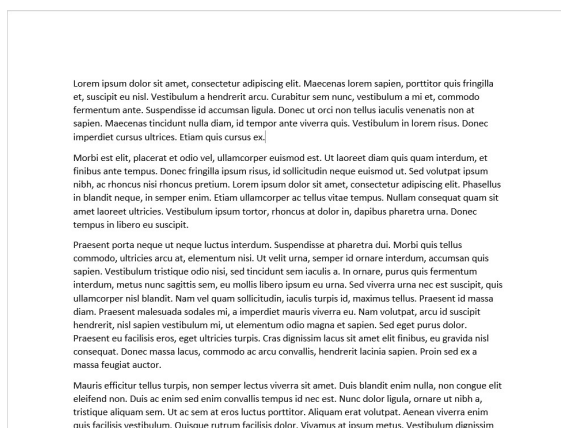 Lorem ipsum dolor sit amet, consectetur adipiscing elit. Maecenas lorem sapien, porttitor quis fringilla
et, suscipit eu nisl. Vestibulum a hendrerit arcu. Curabitur sem nunc, vestibulum a mi et, commodo
fermentum ante. Suspendisse id accumsan ligula. Donec ut orci non tellus iaculis venenatis non at
sapien. Maecenas tincidunt nulla diam, id tempor ante viverra quis. Vestibulum in lorem risus. Donec
imperdiet cursus ultrices. Etiam quis cursus ex.
Morbi est elit, placerat et odio vel, ullamcorper euismod est. Ut laoreet diam quis quam interdum, et
finibus ante tempus. Donec fringilla ipsum risus, id sollicitudin neque euismod ut. Sed volutpat ipsum
nibh, ac rhoncus nisi rhoncus pretium. Lorem ipsum dolor sit amet, consectetur adipiscing elit. Phasellus
in blandit neque, in semper enim. Etiam ullamcorper ac tellus vitae tempus. Nullam consequat quam sit
amet laoreet ultricies. Vestibulum ipsum tortor, rhoncus at dolor in, dapibus pharetra urna. Donec
tempus in libero eu suscipit.
Praesent porta neque ut neque luctus interdum. Suspendisse at pharetra dui. Morbi quis tellus
commodo, ultricies arcu at, elementum nisi. Ut velit urna, semper id ornare interdum, accumsan quis
sapien. Vestibulum tristique odio nisi, sed tincidunt sem iaculis a. In ornare, purus quis fermentum
interdum, metus nunc sagittis sem, eu mollis libero ipsum eu urna. Sed viverra urna nec est suscipit, quis
ullamcorper nisl blandit. Nam vel quam sollicitudin, iaculis turpis id, maximus tellus. Praesent id massa
diam. Praesent malesuada sodales mi, a imperdiet mauris viverra eu. Nam volutpat, arcu id suscipit
hendrerit, nisl sapien vestibulum mi, ut elementum odio magna et sapien. Sed eget purus dolor.
Praesent eu facilisis eros, eget ultricies turpis. Cras dignissim lacus sit amet elit finibus, eu gravida nisl
consequat. Donec massa lacus, commodo ac arcu convallis, hendrerit lacinia sapien. Proin sed ex a
massa feugiat auctor.
Mauris efficitur tellus turpis, non semper lectus viverra sit amet. Duis blandit enim nulla, non congue elit
eleifend non. Duis ac enim sed enim convallis tempus id nec est. Nunc dolor ligula, ornare ut nibh a,
tristique aliquam sem. Ut ac sem at eros luctus porttitor. Aliquam erat volutpat. Aenean viverra enim
quis facilisis vestibulum. Quisque rutrum facilisis dolor. Vivamus at ipsum metus. Vestibulum dignissim